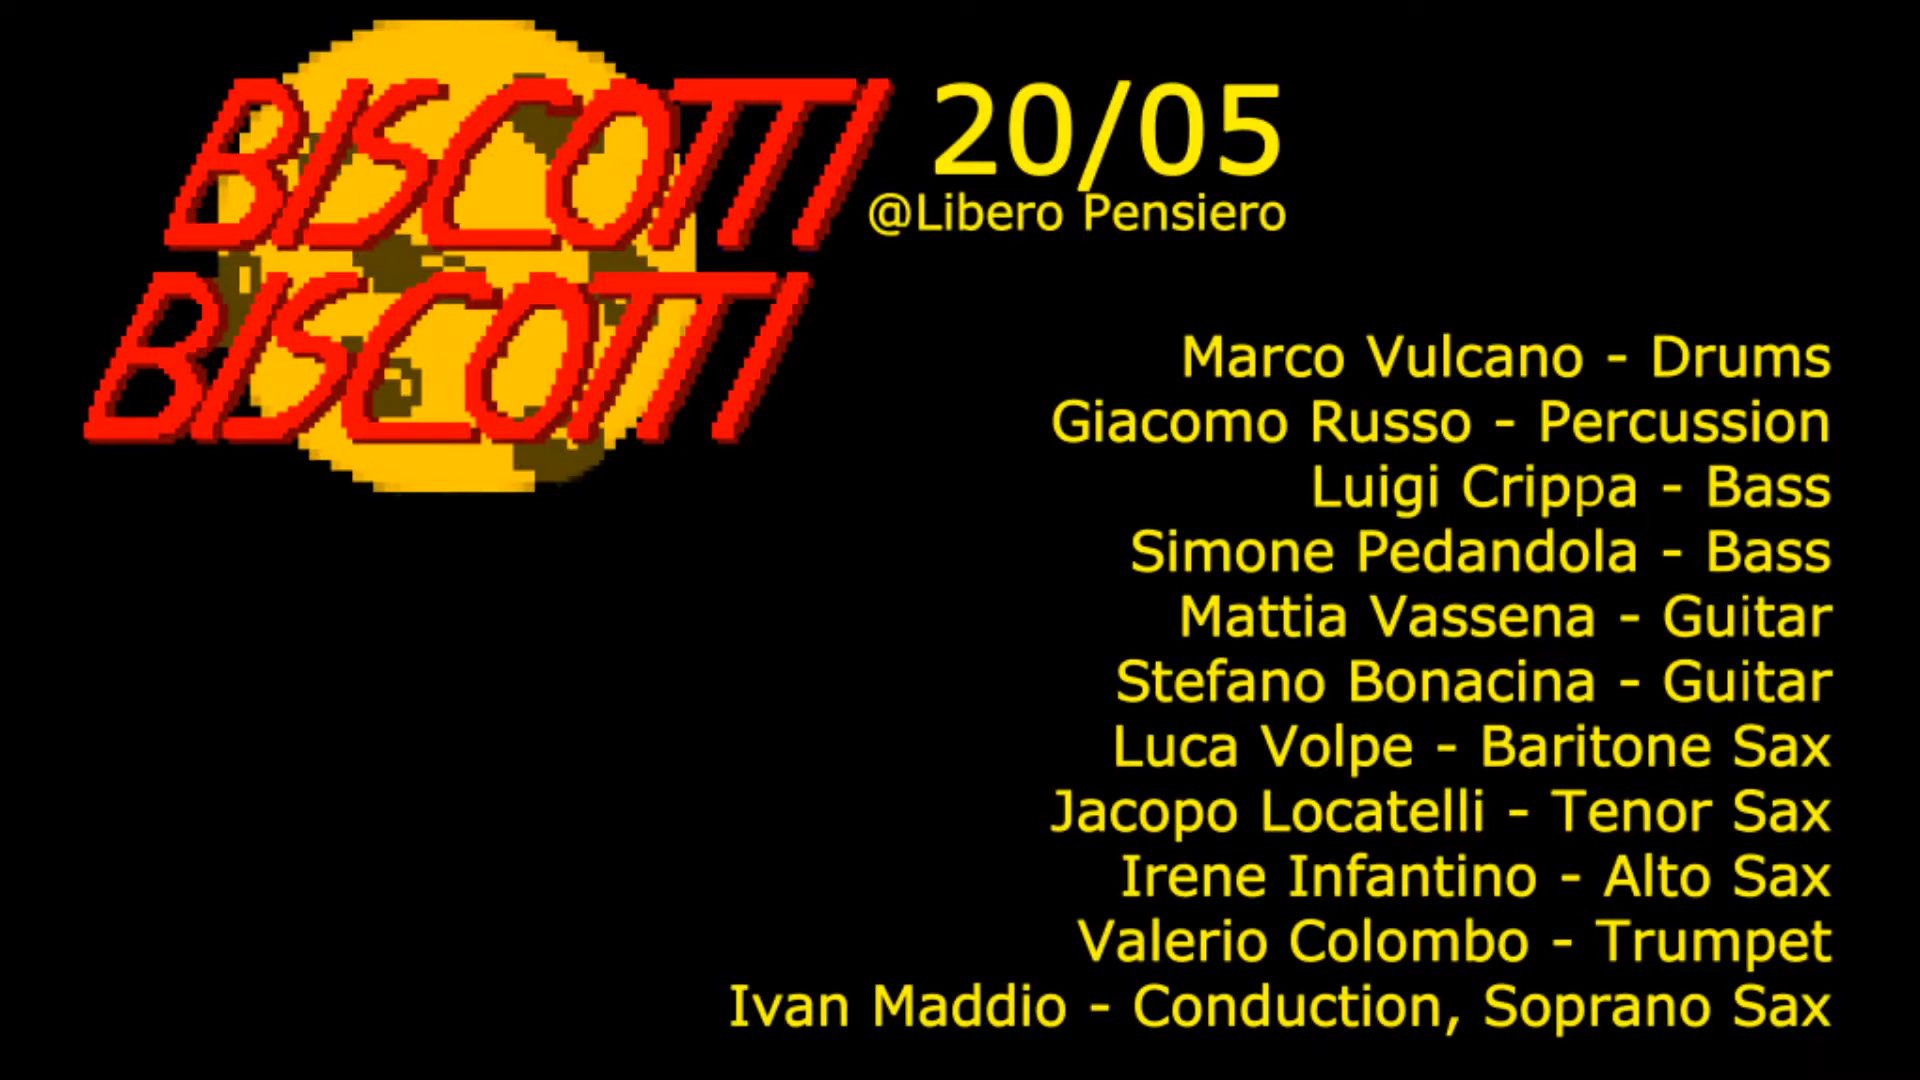 BISCOTTI
BISCOTTI
20/05
@Libero Pensiero
Marco Vulcano - Drums
Giacomo Russo - Percussion
Luigi Crippa - Bass
Simone Pedandola - Bass
Mattia Vassena - Guitar
Stefano Bonacina - Guitar
Luca Volpe - Baritone Sax
Jacopo Locatelli - Tenor Sax
Irene Infantino - Alto Sax
Valerio Colombo - Trumpet
Ivan Maddio - Conduction, Soprano Sax